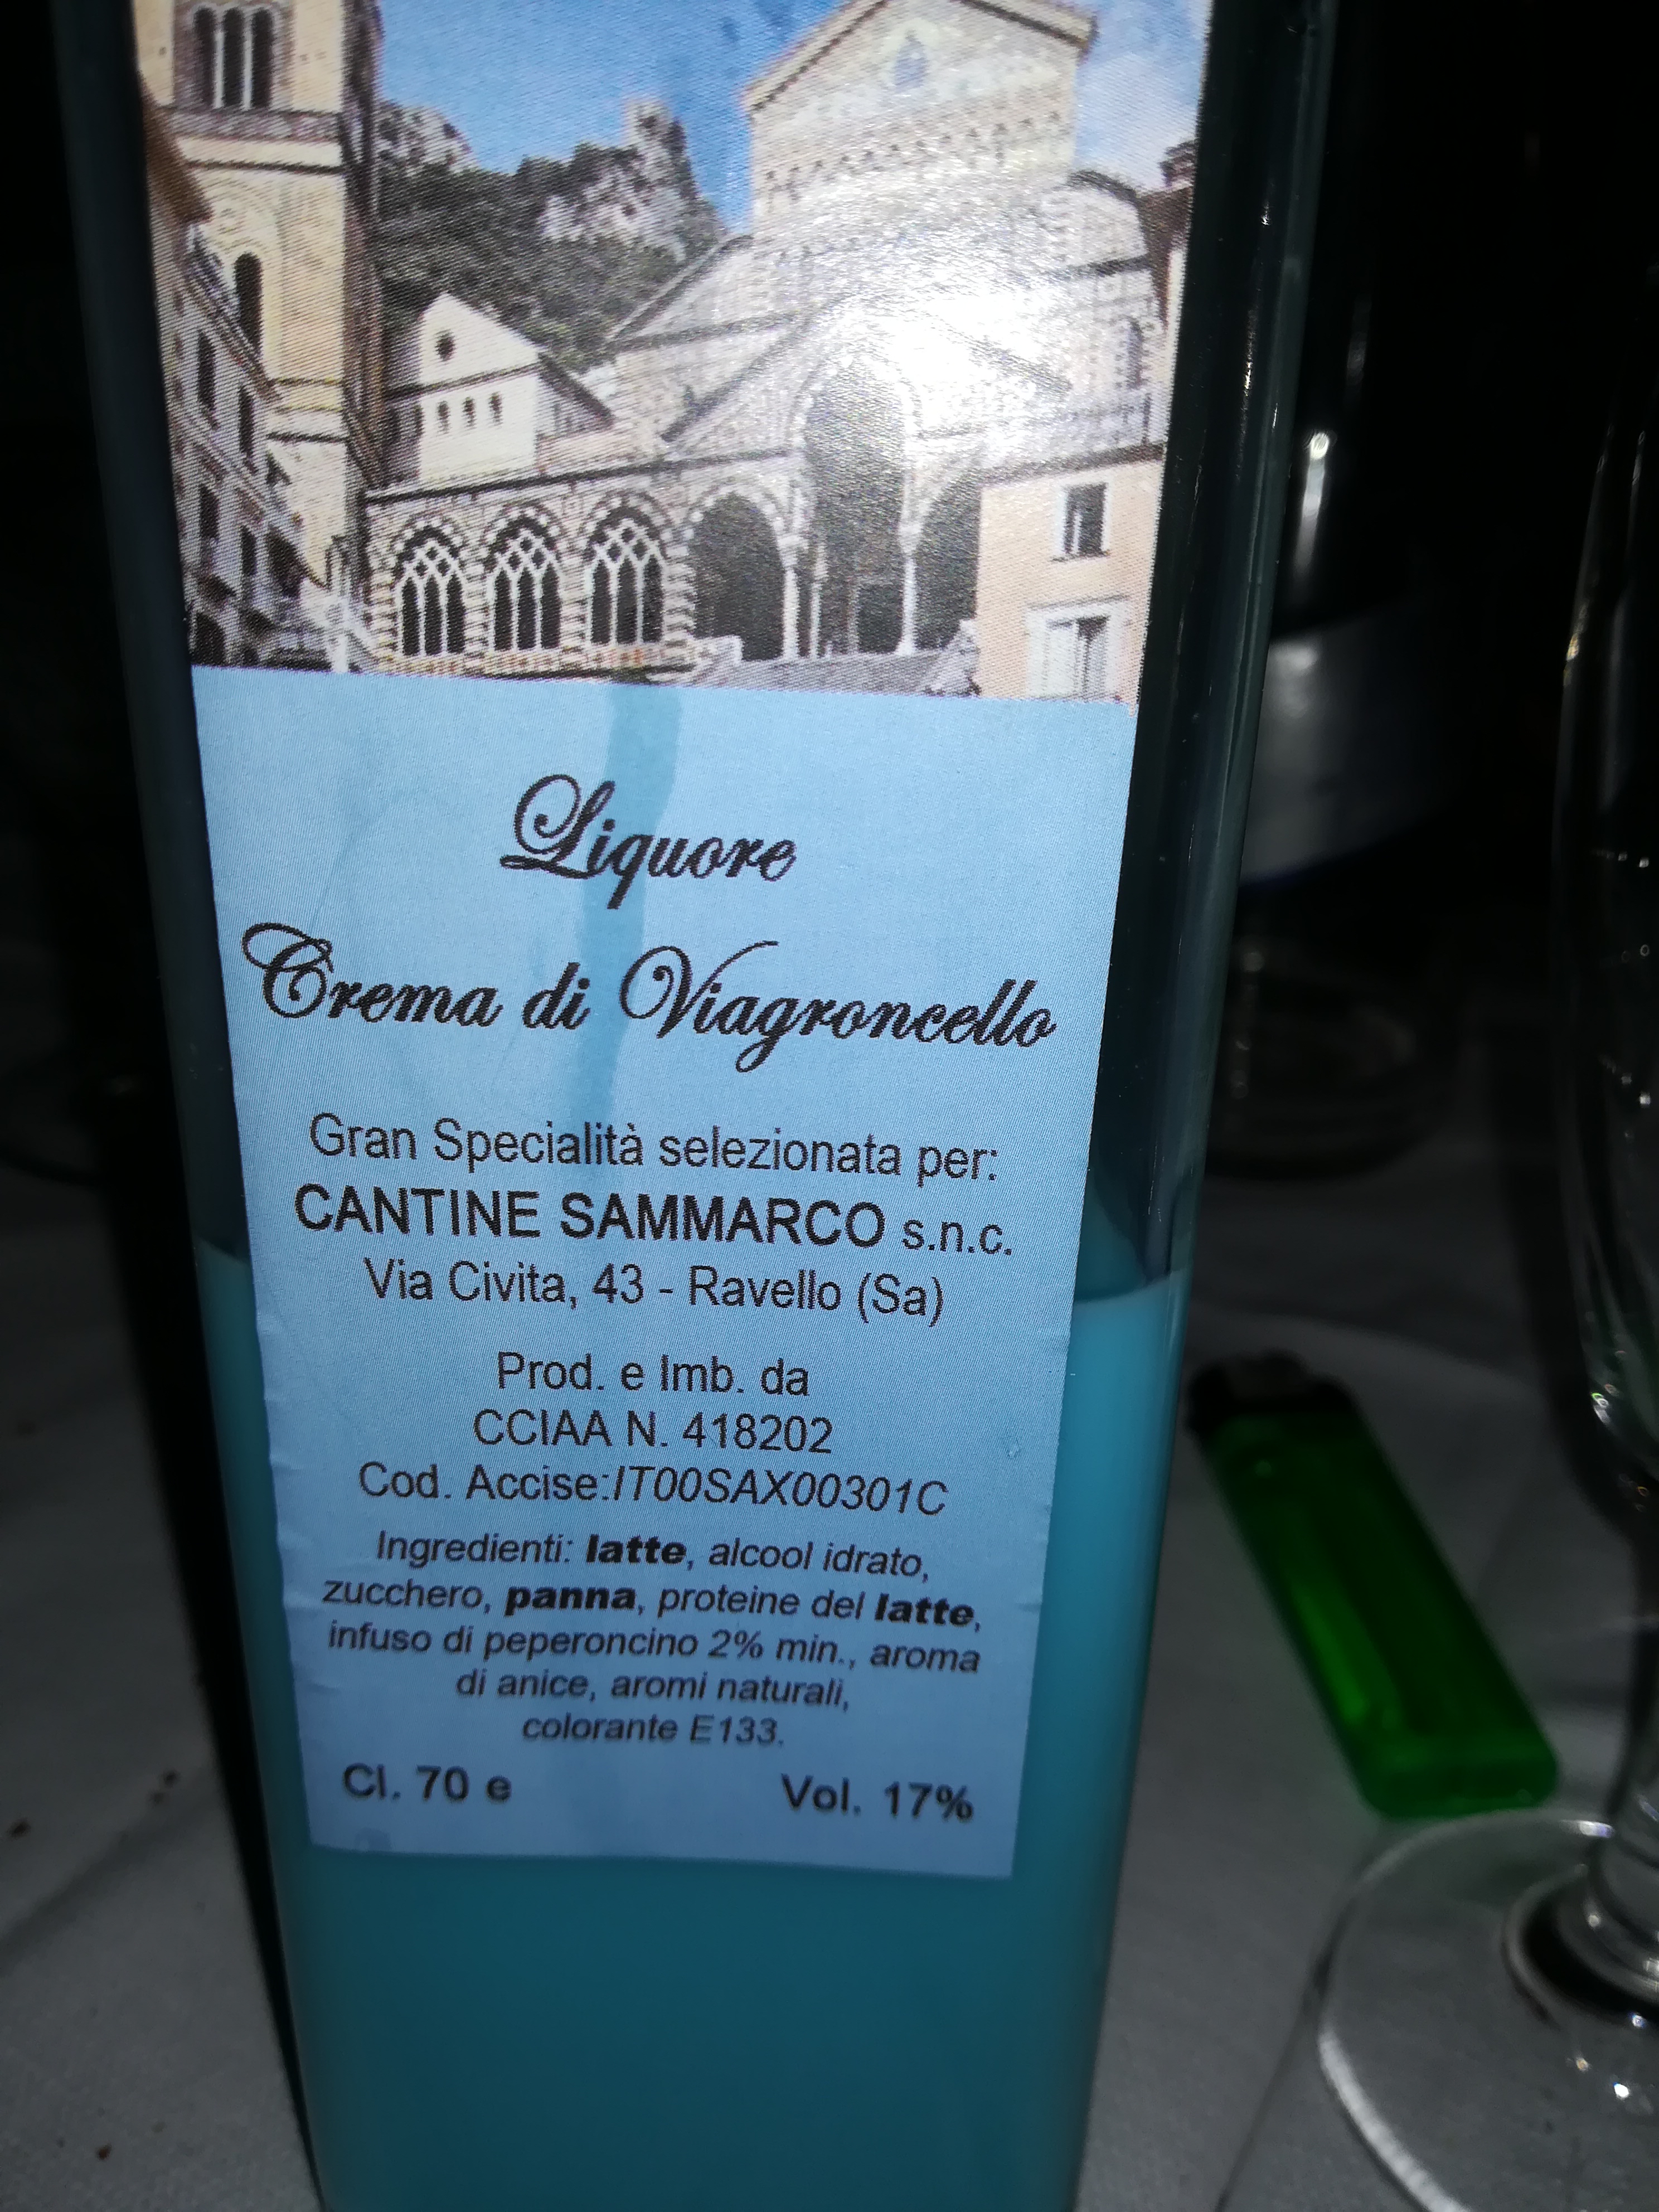 Liquore
Crema di Viagroncello
Gran Specialità selezionata per:
CANTINE SAMMARCO s.n.c.
Via Civita, 43 - Ravello (Sa)
Prod. e Imb. da
CCIAA N. 418202
Cod. Accise:IT00SAX00301C
Ingredienti: latte, alcool idrato,
zucchero, panna, proteine del latte,
infuso di peperoncino 2% min., aroma
di anice, aromi naturali,
colorante E133.
Cl. 70 e Vol. 17%